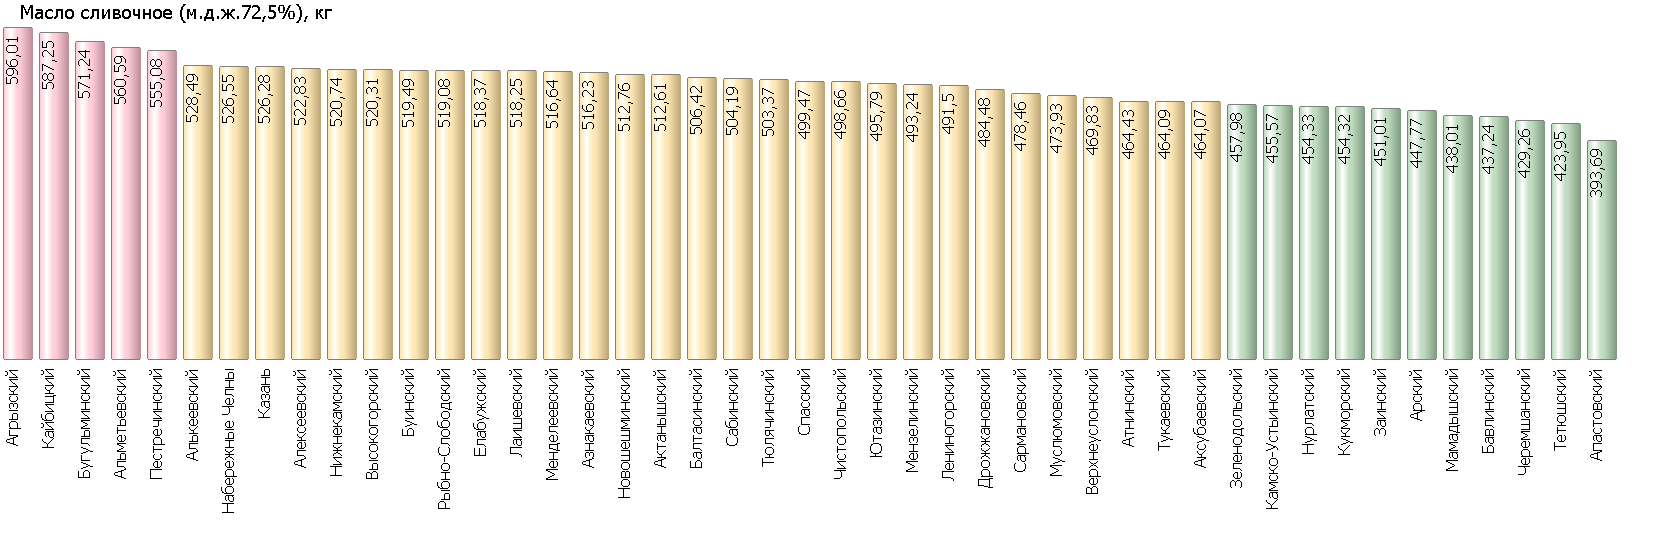 Масло сливочное (м.д.ж.72,5%), кг
596,01
587,25
571,24
560,59
555,08
528,49
526,55
526,28
522,83
520,74
520,31
519,49
519,08
518,37
518,25
516,64
516,23
512,76
512,61
506,42
504,19
503,37
499,47
498,66
495,79
493,24
491,5
484,48
478,46
473,93
469,83
464,43
464,09
464,07
457,98
455,57
454,33
454,32
451,01
447,77
438,01
437,24
429,26
423,95
393,69
Агрызский
Кайбицкий
Бугульминский
Альметьевский
Пестречинский
Алькеевский
Набережные Челны
Казань
Алексеевский
Нижнекамский
Высокогорский
Буинский
Рыбно-Слободский
Елабужский
Лаишевский
Менделеевский
Азнакаевский
Новошешминский
Актанышский
Балтасинский
Сабинский
Тюлячинский
Спасский
Чистопольский
Ютазинский
Мензелинский
Лениногорский
Дрожжановский
Сармановский
Муслюмовский
Верхнеуслонский
Атнинский
Тукаевский
Аксубаевский
Зеленодольский
Камско-Устьинский
Нурлатский
Кукморский
Заинский
Арский
Мамадышский
Бавлинский
Черемшанский
Тетюшский
Апастовский